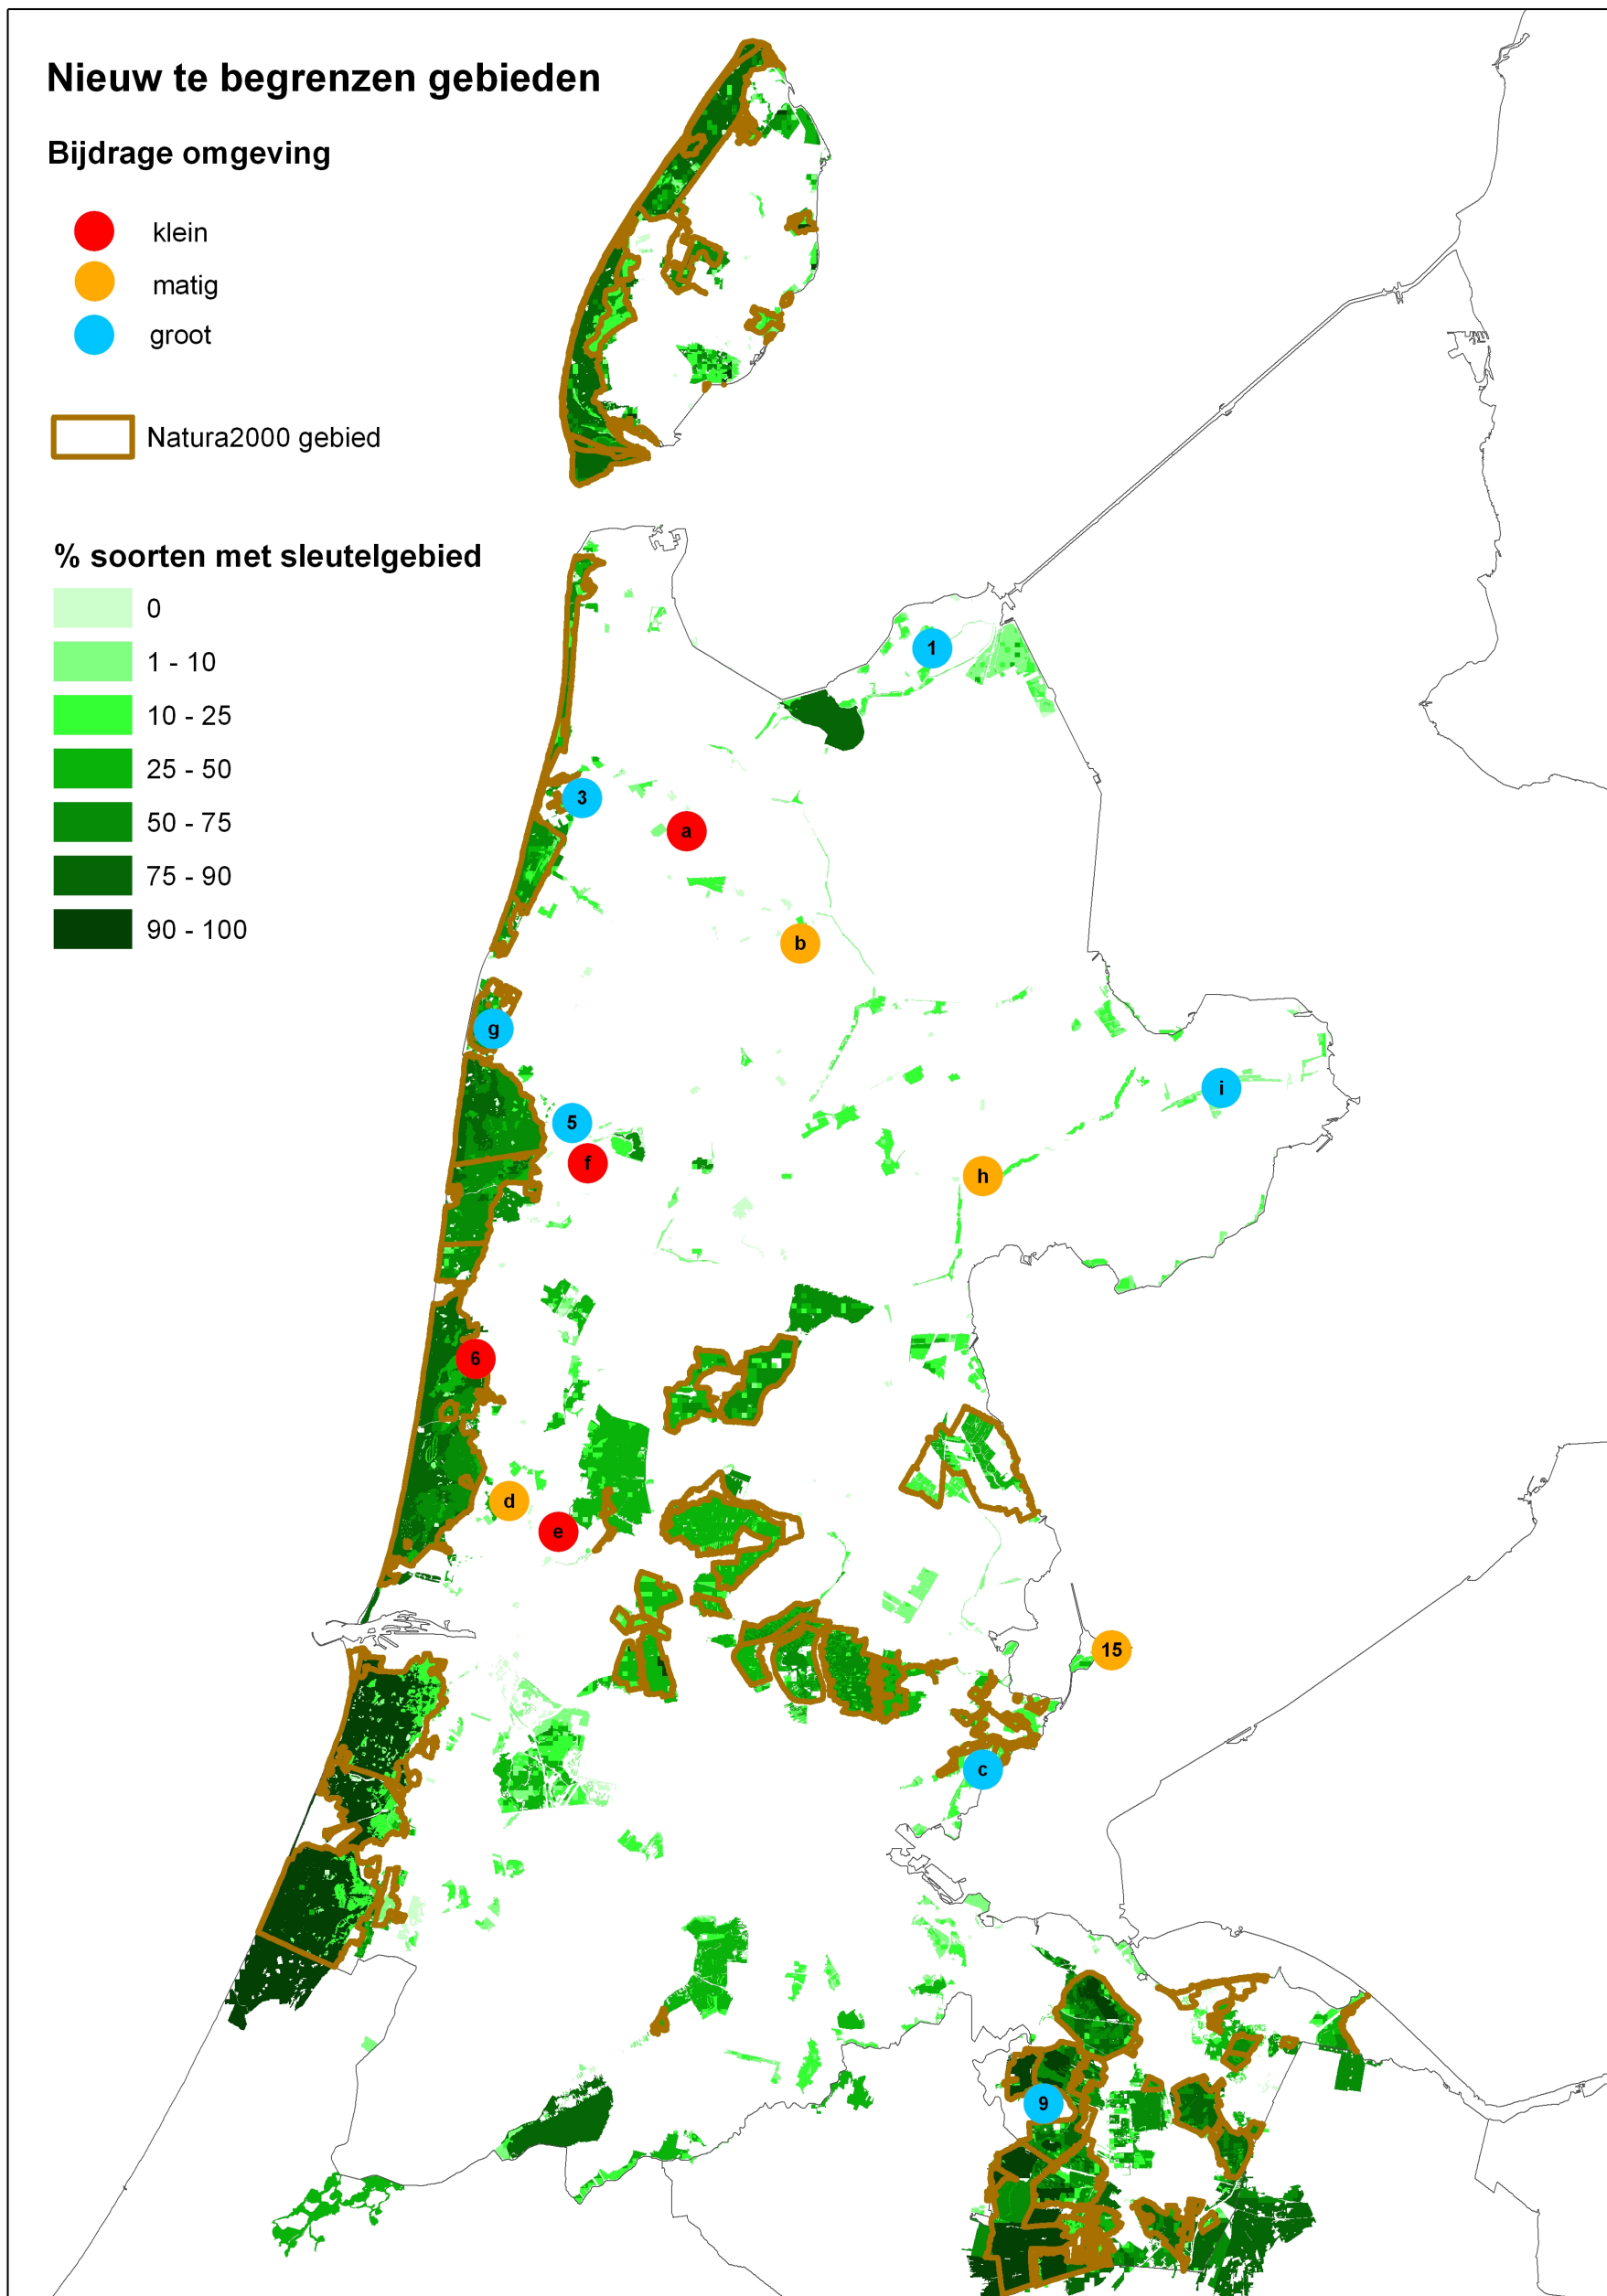 Nieuw te begrenzen gebieden
Bijdrage omgeving
klein
matig
groot
Natura2000 gebied
% soorten met sleutelgebied
0
1 - 10
10 - 25
25 - 50
50 - 75
75 - 90
90 - 100
1
3
a
b
g
i
5
f
h
6
d
e
15
c
9